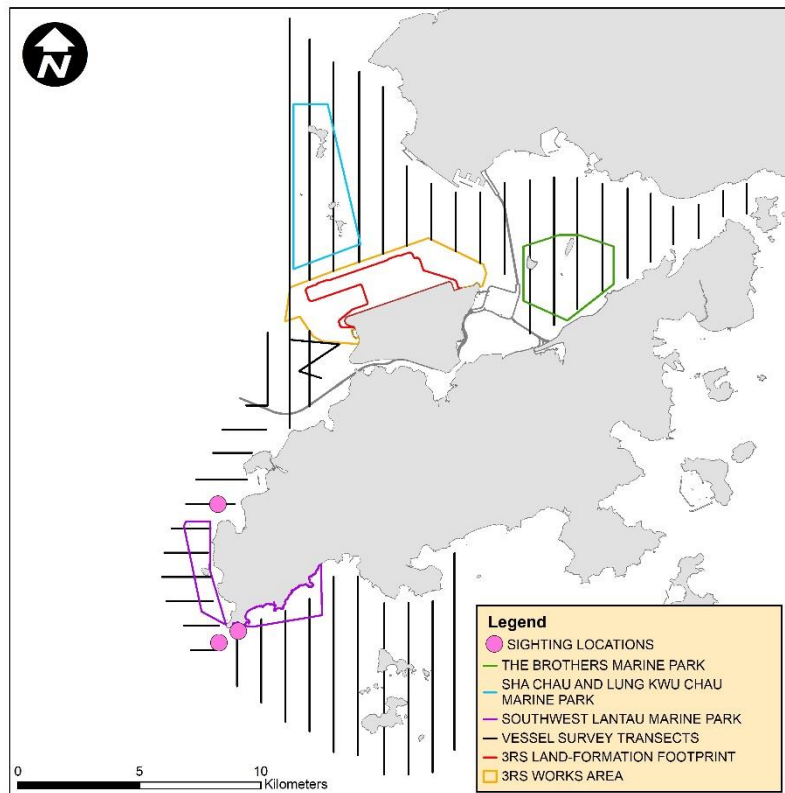 N
Legend
SIGHTING LOCATIONS
THE BROTHERS MARINE PARK
SHA CHAU AND LUNG KWU CHAU
MARINE PARK
SOUTHWEST LANTAU MARINE PARK
VESSEL SURVEY TRANSECTS
3RS LAND-FORMATION FOOTPRINT
3RS WORKS AREA
0 5 10
Kilometers